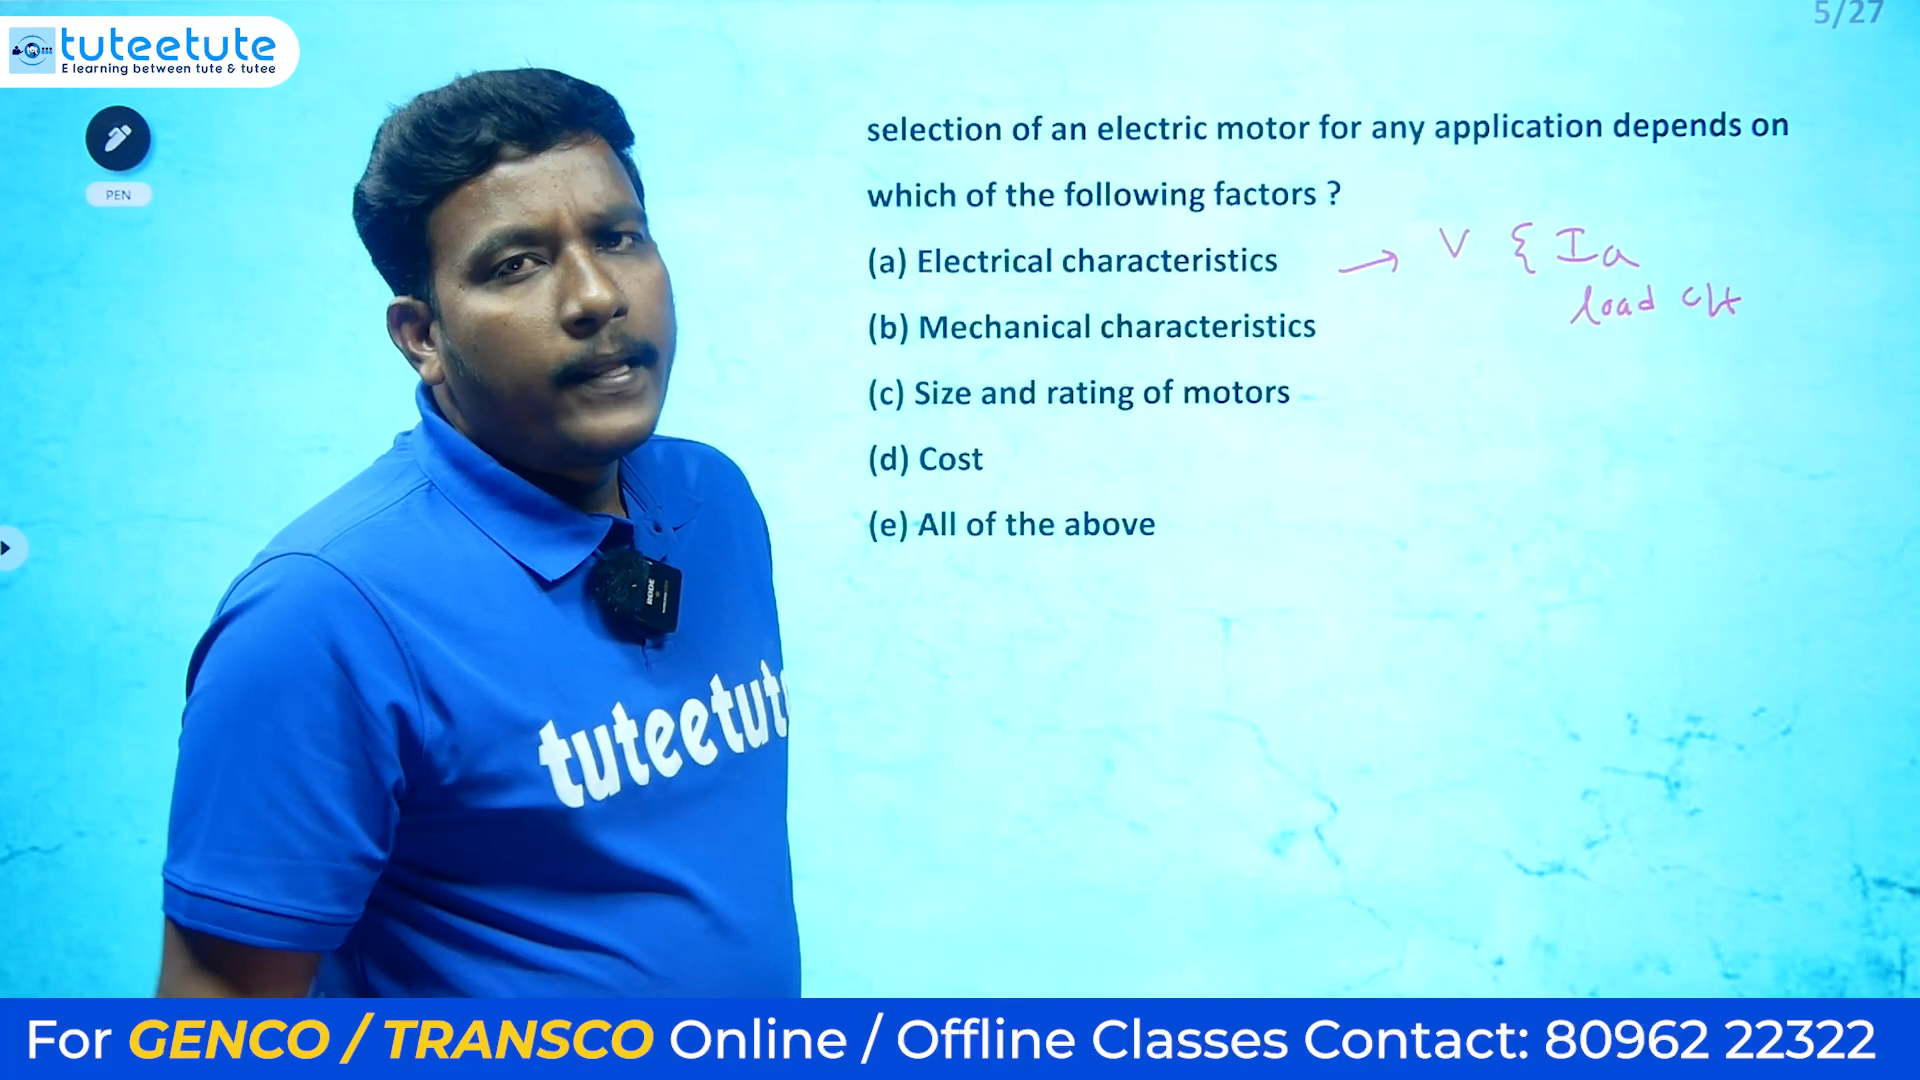 5/27
tuteetute
E learning between tute & tutee
PEN
selection of an electric motor for any application depends on
which of the following factors ?
(a) Electrical characteristics → V { Ia
load c/t
(b) Mechanical characteristics
(c) Size and rating of motors
(d) Cost
(e) All of the above
RODE
tuteetut
For GENCO / TRANSCO Online / Offline Classes Contact: 80962 22322